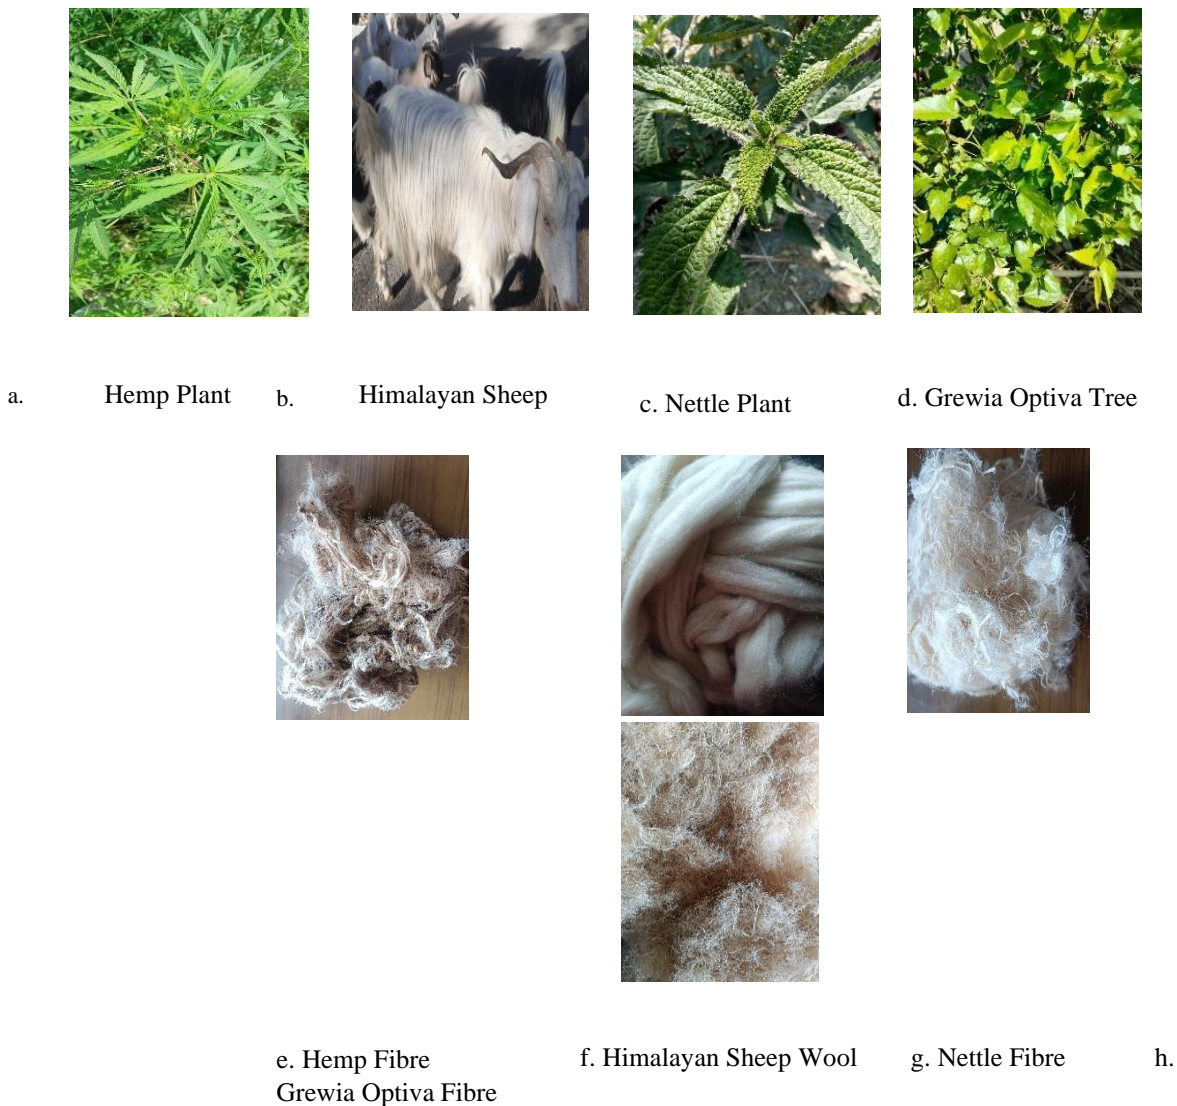 a. Hemp Plant b. Himalayan Sheep c. Nettle Plant d. Grewia Optiva Tree
e. Hemp Fibre f. Himalayan Sheep Wool g. Nettle Fibre h.
Grewia Optiva Fibre